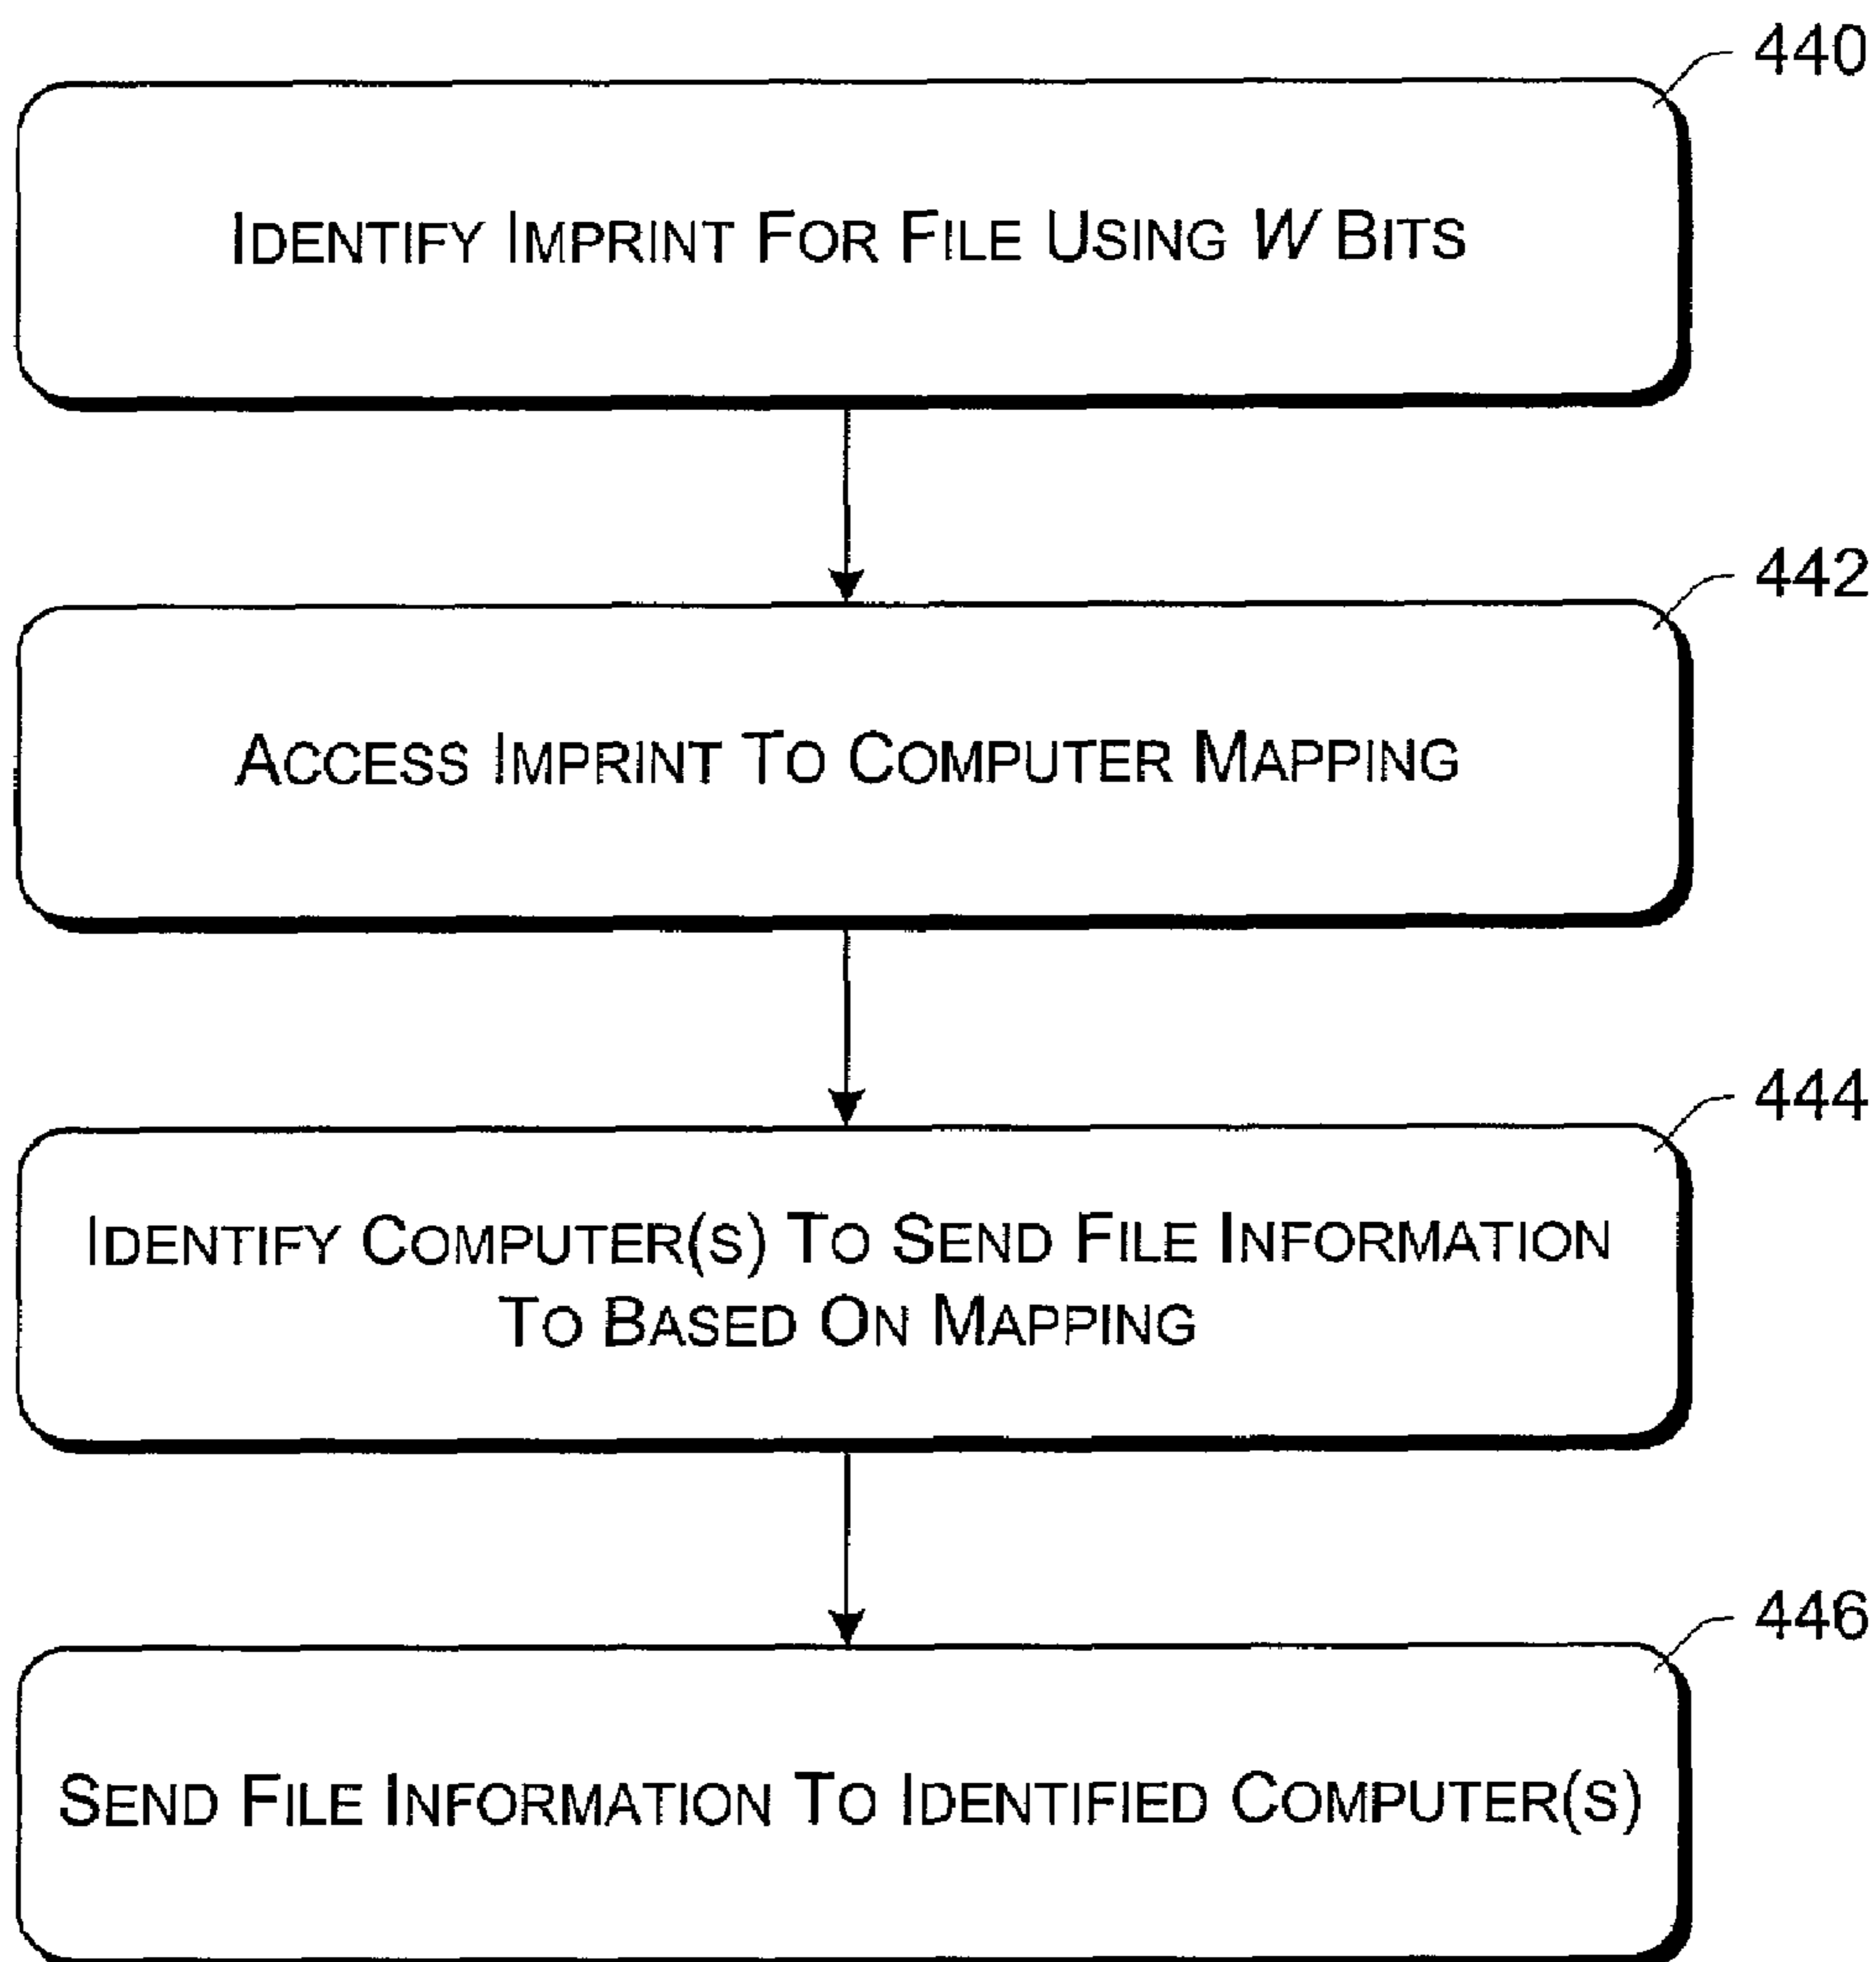 440
IDENTIFY IMPRINT FOR FILE USING W BITS
442
ACCESS IMPRINT TO COMPUTER MAPPING
444
IDENTIFY COMPUTER(S) TO SEND FILE INFORMATION
TO BASED ON MAPPING
446
SEND FILE INFORMATION TO IDENTIFIED COMPUTER(S)